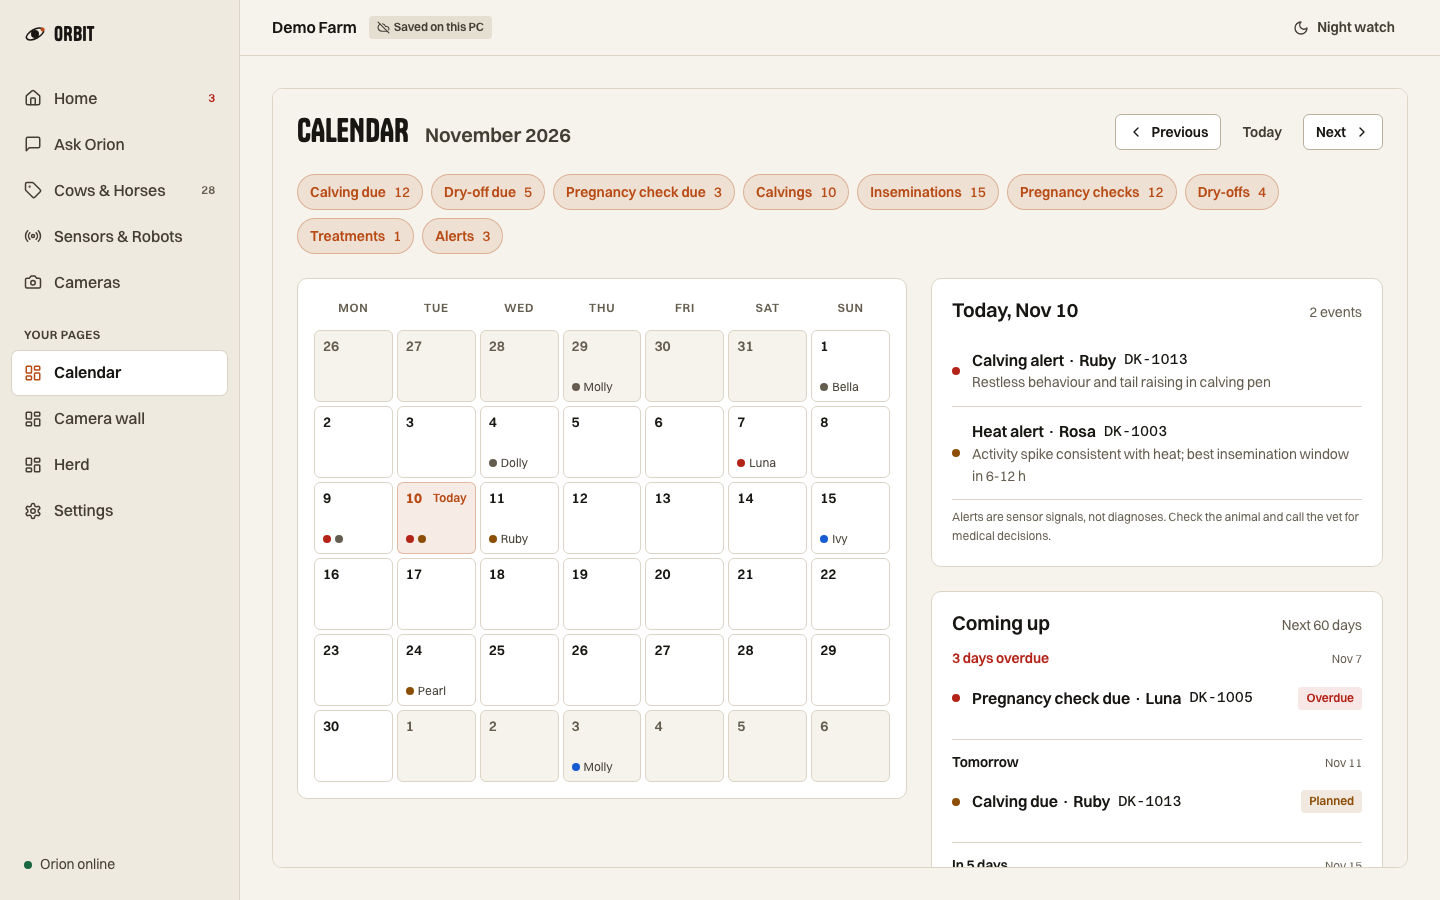 ORBIT
Home 3
Ask Orion
Cows & Horses 28
Sensors & Robots
Cameras
YOUR PAGES
Calendar
Camera wall
Herd
Settings
Orion online
Demo Farm Saved on this PC
Night watch
CALENDAR November 2026
Previous Today Next
Calving due 12 Dry-off due 5 Pregnancy check due 3 Calvings 10 Inseminations 15 Pregnancy checks 12 Dry-offs 4
Treatments 1 Alerts 3
MON TUE WED THU FRI SAT SUN
26 27 28 29 30 31 1
Molly Bella
2 3 4 5 6 7 8
Dolly Luna
9 10 Today 11 12 13 14 15
Ruby Ivy
16 17 18 19 20 21 22
23 24 25 26 27 28 29
Pearl
30 1 2 3 4 5 6
Molly
Today, Nov 10 2 events
Calving alert · Ruby DK-1013
Restless behaviour and tail raising in calving pen
Heat alert · Rosa DK-1003
Activity spike consistent with heat; best insemination window
in 6-12 h
Alerts are sensor signals, not diagnoses. Check the animal and call the vet for
medical decisions.
Coming up Next 60 days
3 days overdue Nov 7
Pregnancy check due · Luna DK-1005 Overdue
Tomorrow Nov 11
Calving due · Ruby DK-1013 Planned
In 5 days Nov 15